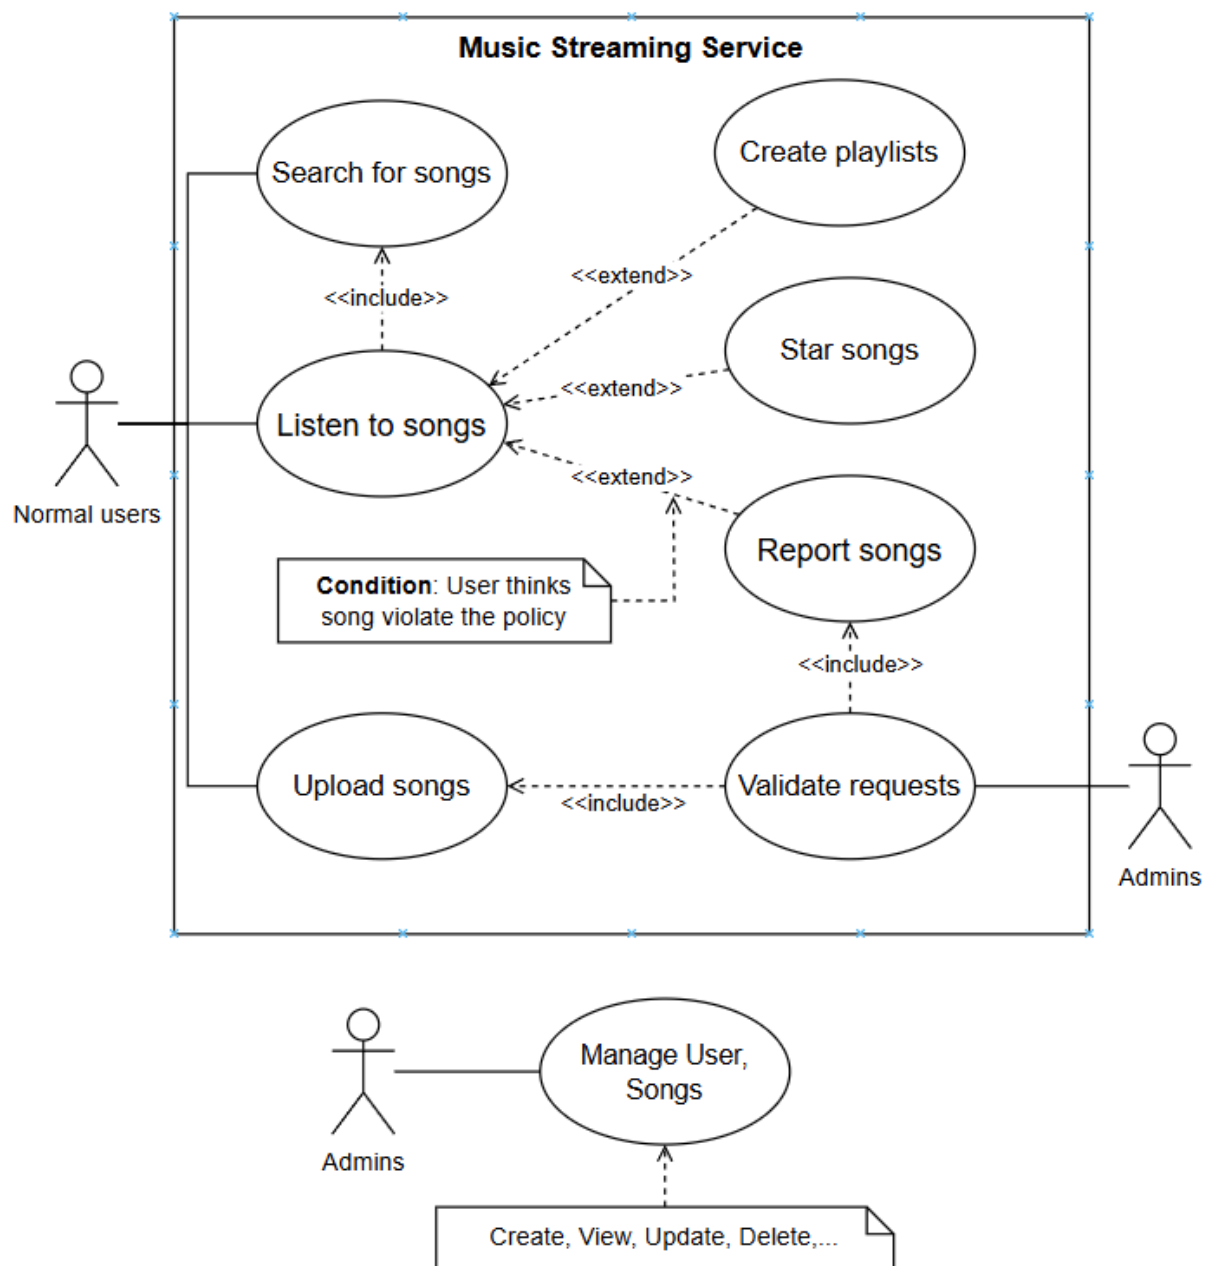 Music Streaming Service
Search for songs
Create playlists
<<extend>>
<<include>>
Star songs
<<extend>>
Listen to songs
<<extend>>
Normal users
Report songs
Condition: User thinks
song violate the policy
<<include>>
Upload songs
<<include>>
Validate requests
Admins
Manage User,
Songs
Admins
Create, View, Update, Delete,...